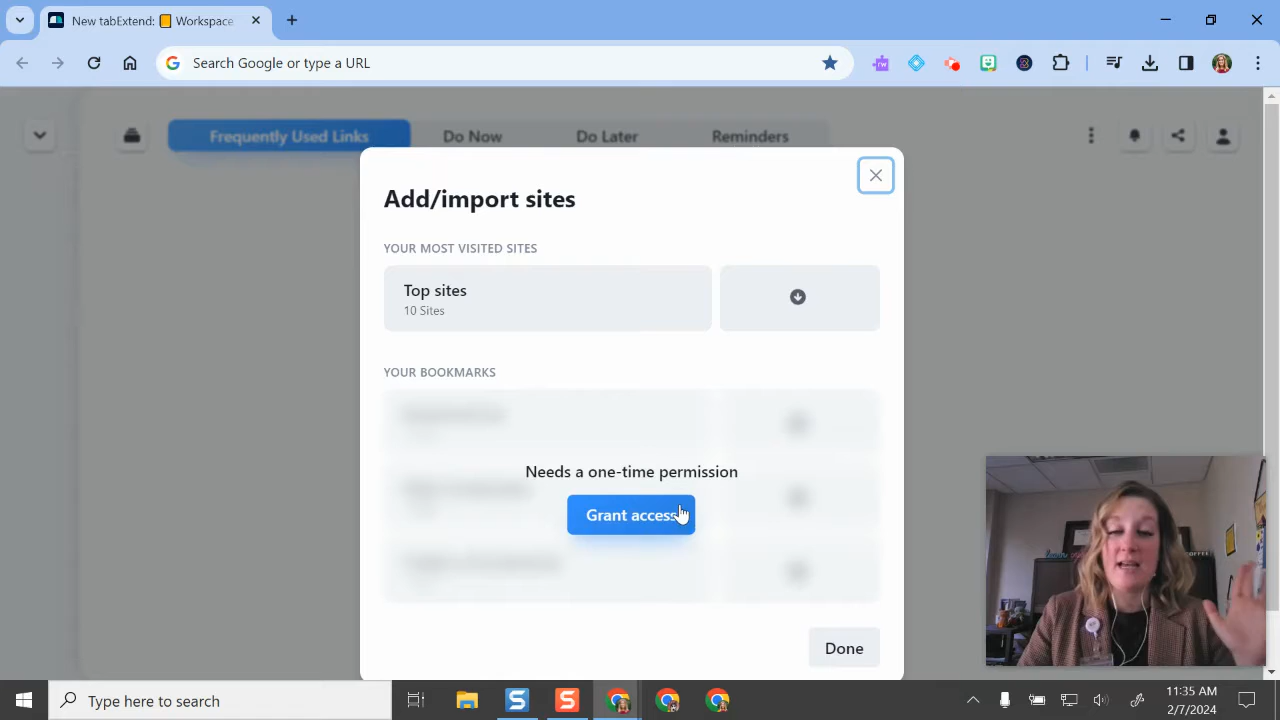 New tabExtend: Workspace
Search Google or type a URL
Frequently Used Links
Do Now
Do Later
Reminders
Add/import sites
YOUR MOST VISITED SITES
Top sites
10 Sites
YOUR BOOKMARKS
Needs a one-time permission
Grant access
Done
COFFEE
Type here to search
11:35 AM
2/7/2024